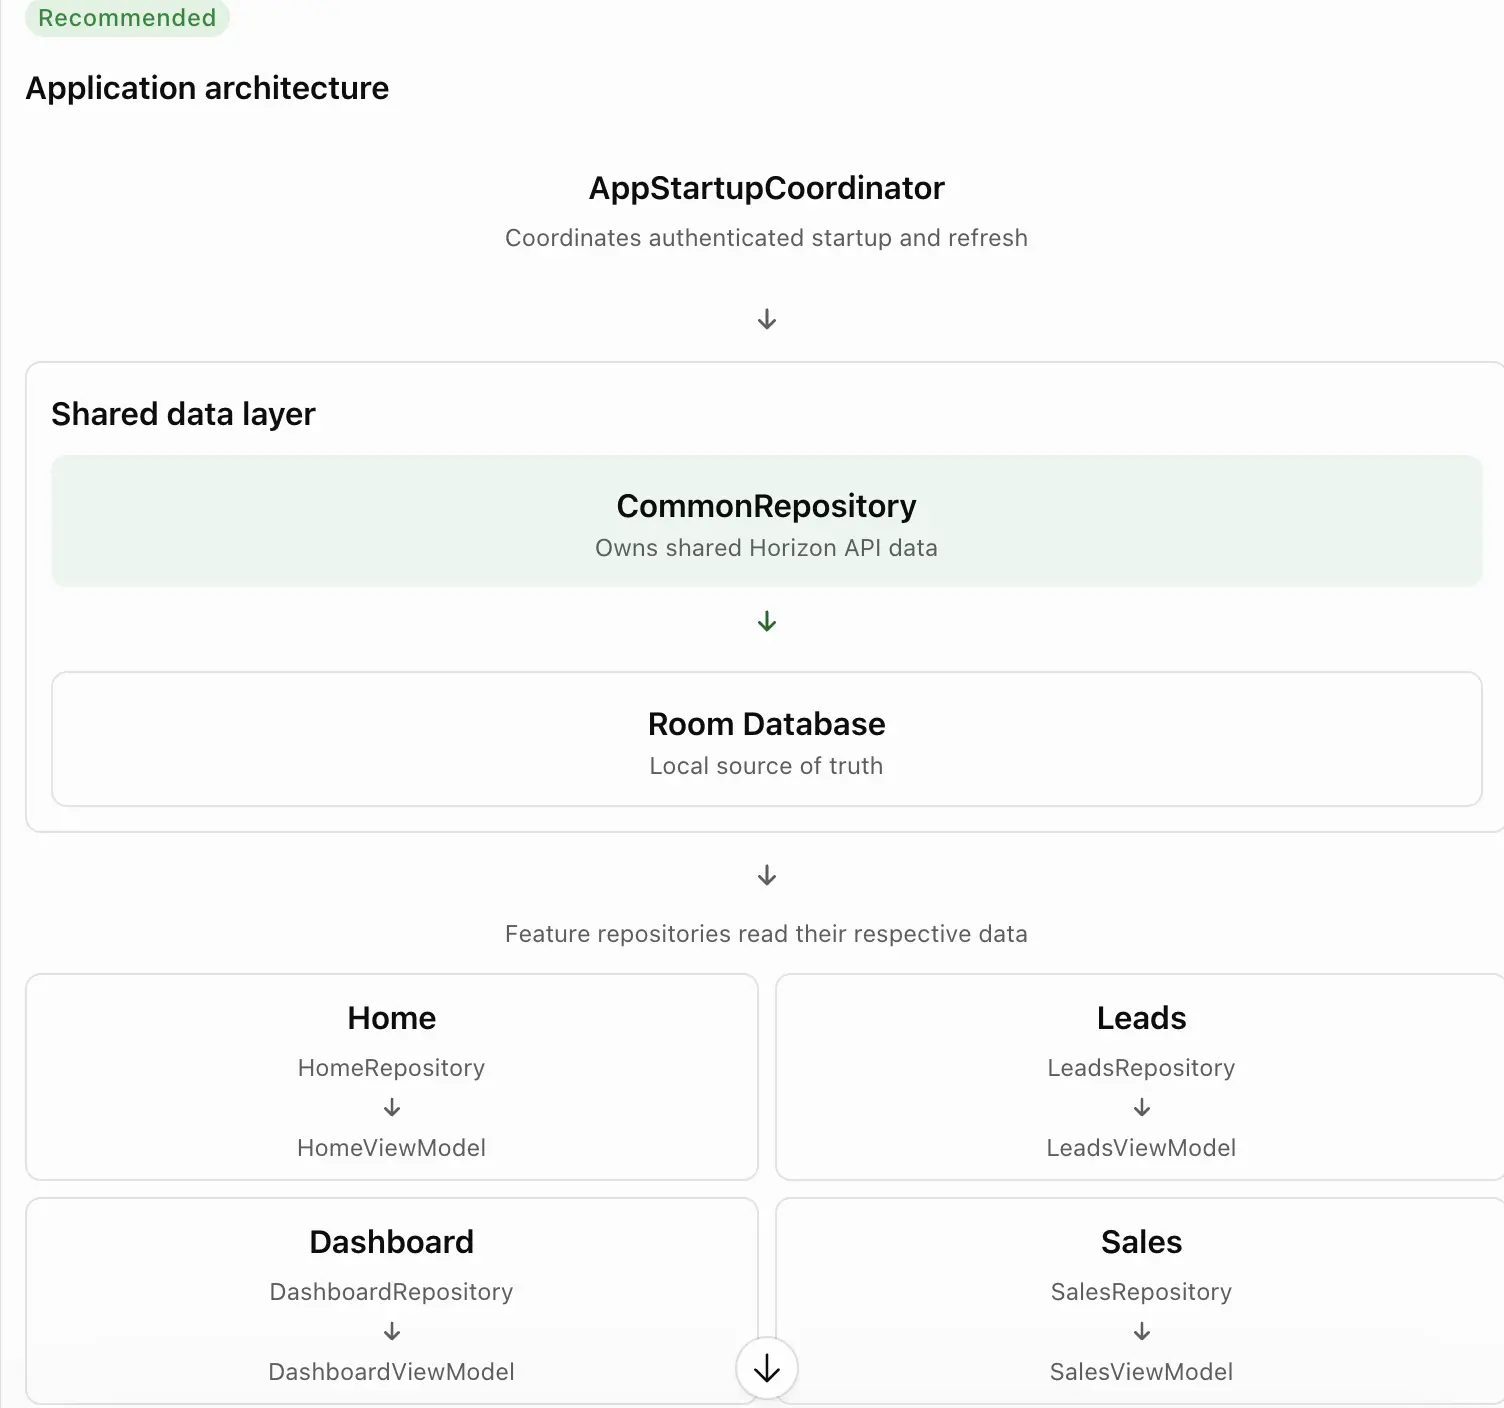 Recommended
Application architecture
AppStartupCoordinator
Coordinates authenticated startup and refresh
Shared data layer
CommonRepository
Owns shared Horizon API data
Room Database
Local source of truth
Feature repositories read their respective data
Home
HomeRepository
HomeViewModel
Leads
LeadsRepository
LeadsViewModel
Dashboard
DashboardRepository
DashboardViewModel
Sales
SalesRepository
SalesViewModel